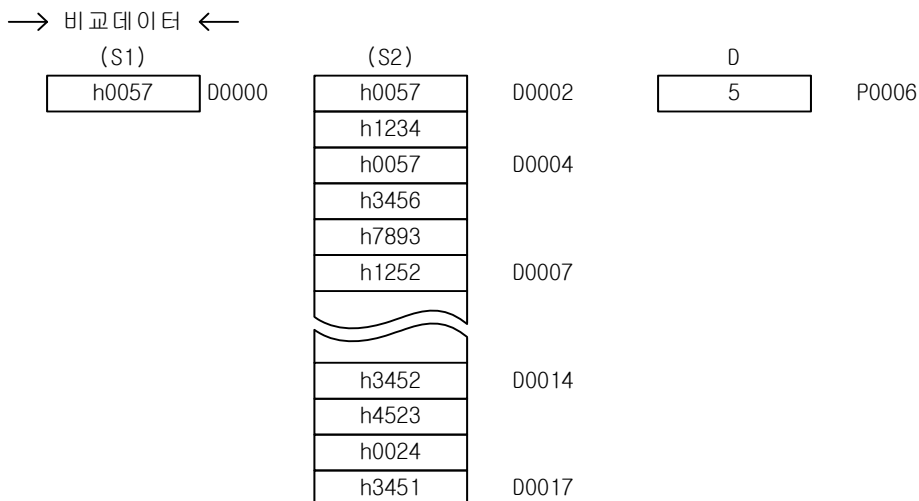 → 비교데이터 ←
(S1) (S2) D
h0057 D0000 h0057 D0002 5 P0006
h1234
h0057 D0004
h3456
h7893
h1252 D0007
h3452 D0014
h4523
h0024
h3451 D0017